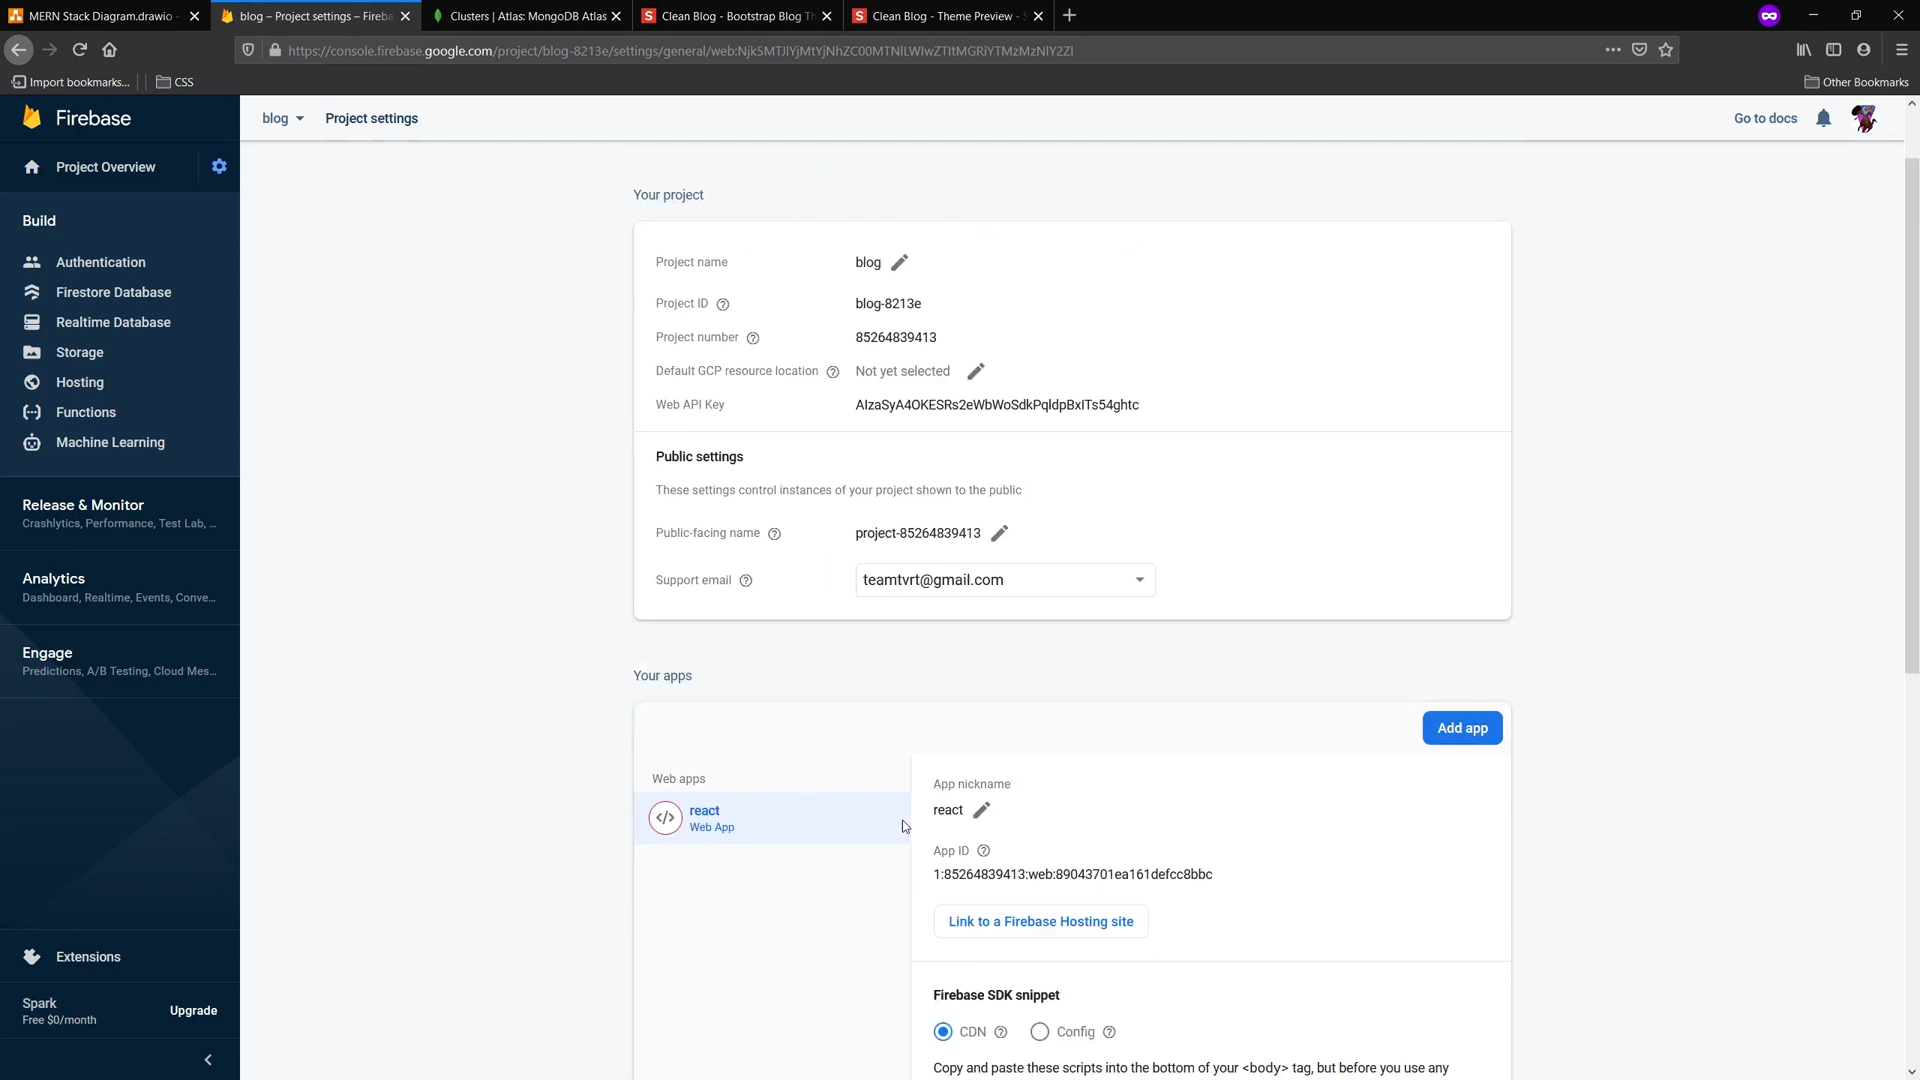 MERN Stack Diagram.drawio -
blog – Project settings – Fireba
Clusters | Atlas: MongoDB Atlas
Clean Blog - Bootstrap Blog Th
Clean Blog - Theme Preview - S
https://console.firebase.google.com/project/blog-8213e/settings/general/
Import bookmarks...
CSS
Other Bookmarks
Firebase
blog
Project settings
Go to docs
Project Overview
Build
Authentication
Firestore Database
Realtime Database
Storage
Hosting
Functions
Machine Learning
Release & Monitor
Crashlytics, Performance, Test Lab, ...
Analytics
Dashboard, Realtime, Events, Conve...
Engage
Predictions, A/B Testing, Cloud Mes...
Extensions
Spark
Free $0/month
Upgrade
Your project
Project name
blog
Project ID
blog-8213e
Project number
85264839413
Default GCP resource location
Not yet selected
Web API Key
AIzaSyA4OKESRs2eWbWoSdkPqldpBxITs54ghtc
Public settings
These settings control instances of your project shown to the public
Public-facing name
project-85264839413
Support email
teamtvrt@gmail.com
Your apps
Add app
Web apps
react
Web App
App nickname
react
App ID
1:85264839413:web:89043701ea161defcc8bbc
Link to a Firebase Hosting site
Firebase SDK snippet
CDN
Config
Copy and paste these scripts into the bottom of your <body> tag, but before you use any